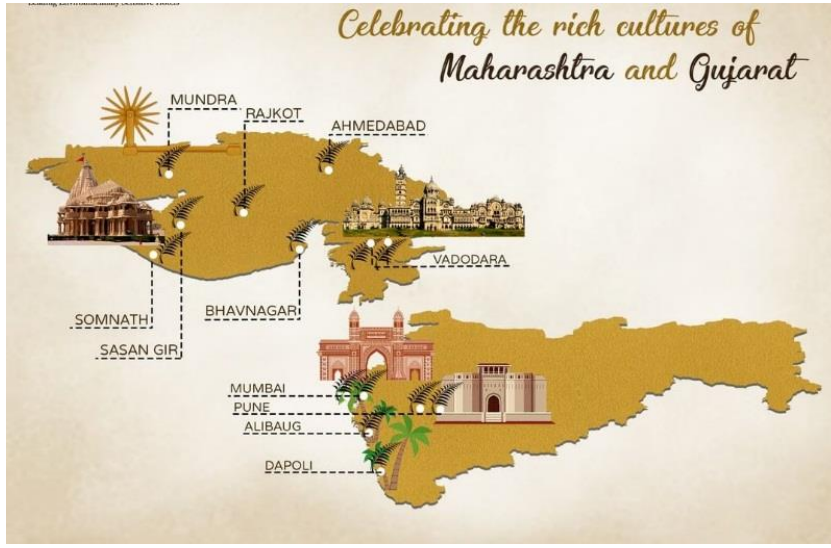 Celebrating the rich cultures of
Maharashtra and Gujarat
MUNDRA
RAJKOT
AHMEDABAD
VADODARA
BHAVNAGAR
SOMNATH
SASAN GIR
MUMBAI
PUNE
ALIBAUG
DAPOLI